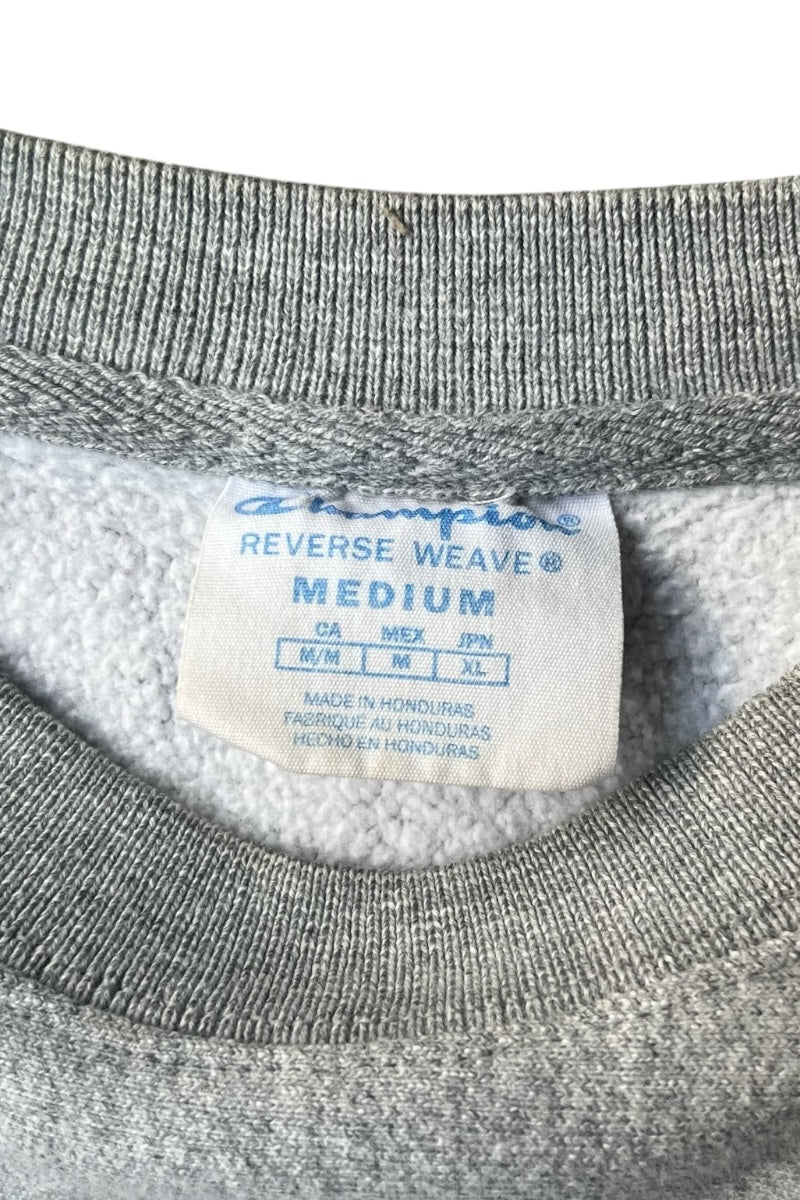 Champion®
REVERSE WEAVE®
MEDIUM
CA MEX JPN
M/M M XL
MADE IN HONDURAS
FABRIQUE AU HONDURAS
HECHO EN HONDURAS